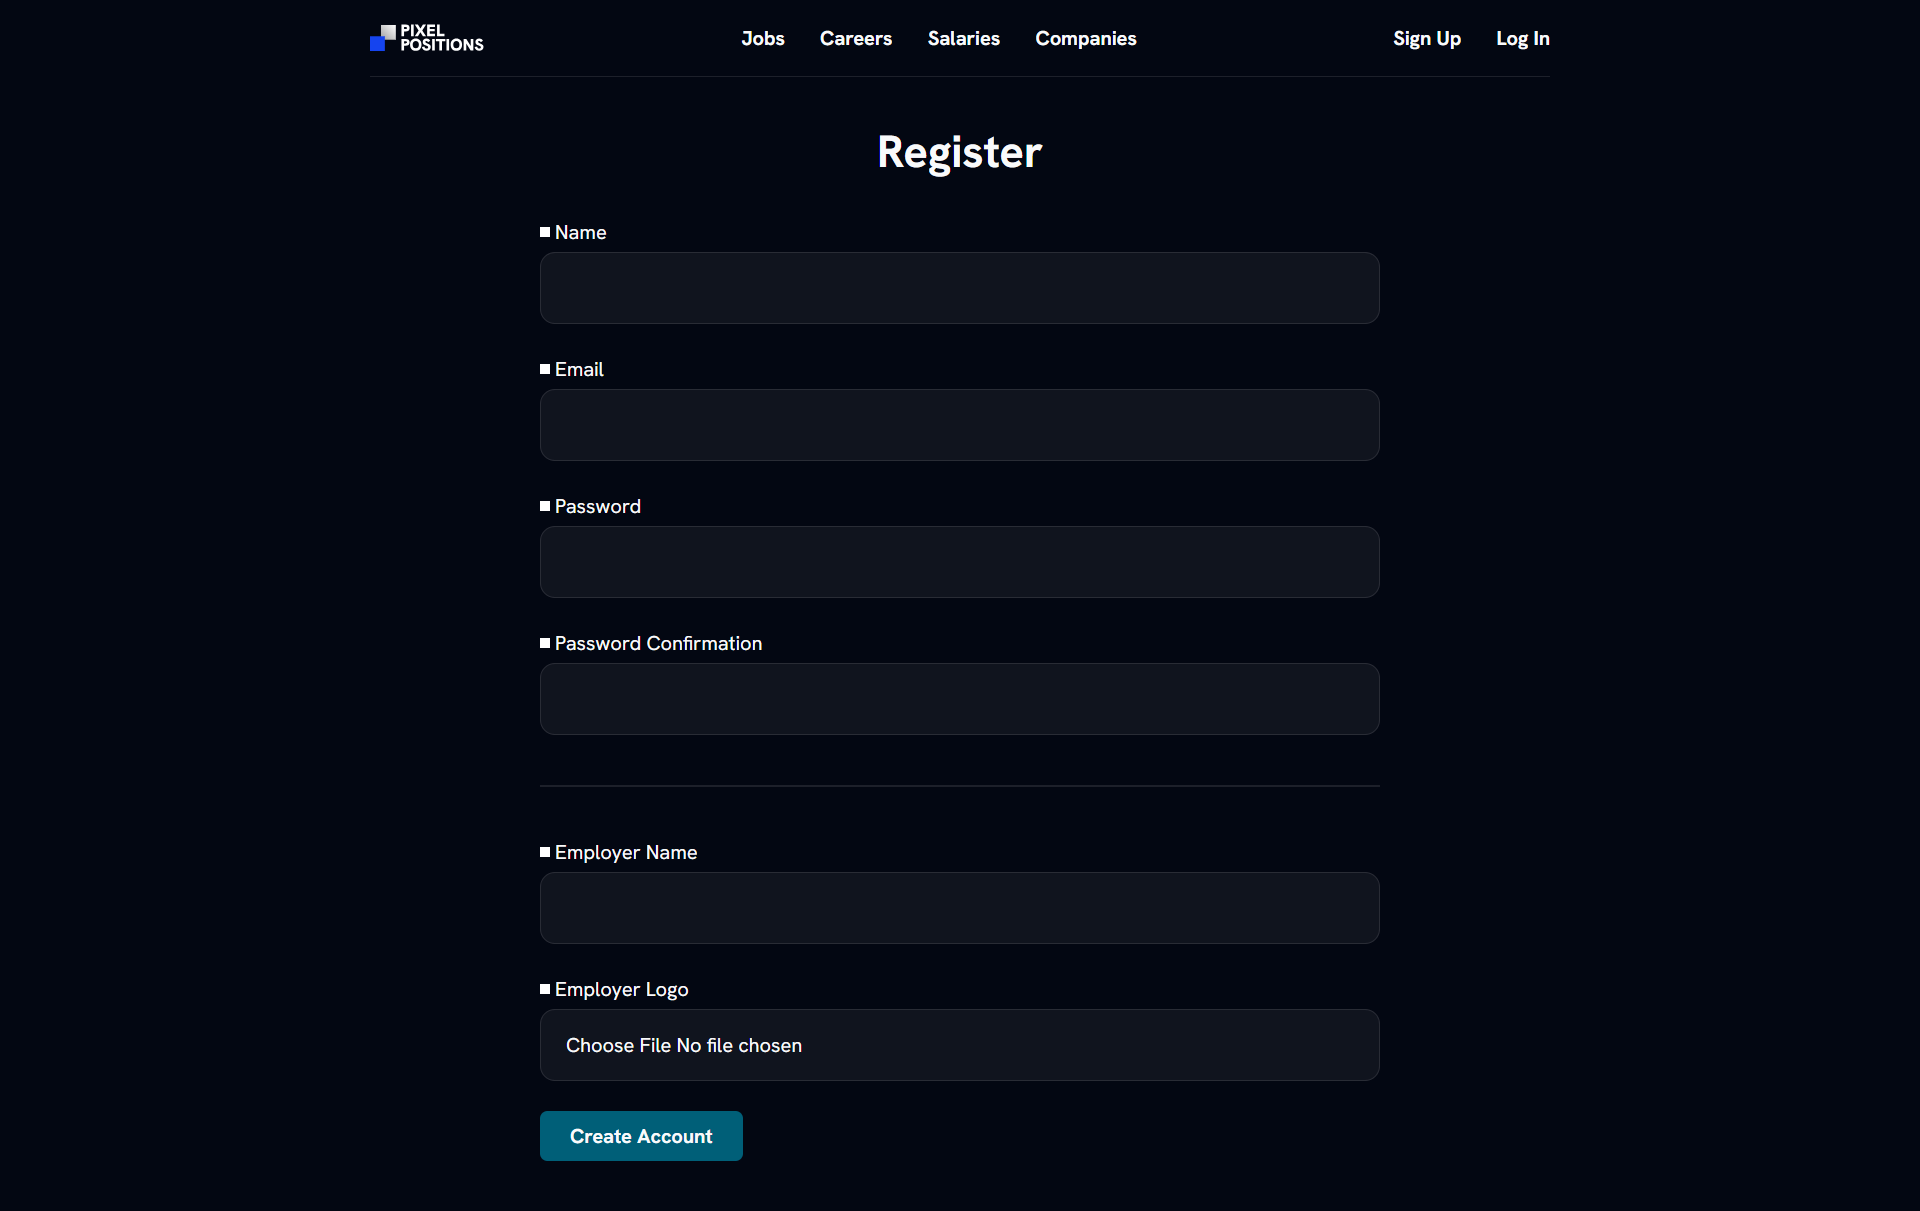 PIXEL
POSITIONS
Jobs Careers Salaries Companies
Sign Up Log In
Register
Name
Email
Password
Password Confirmation
Employer Name
Employer Logo
Choose File No file chosen
Create Account